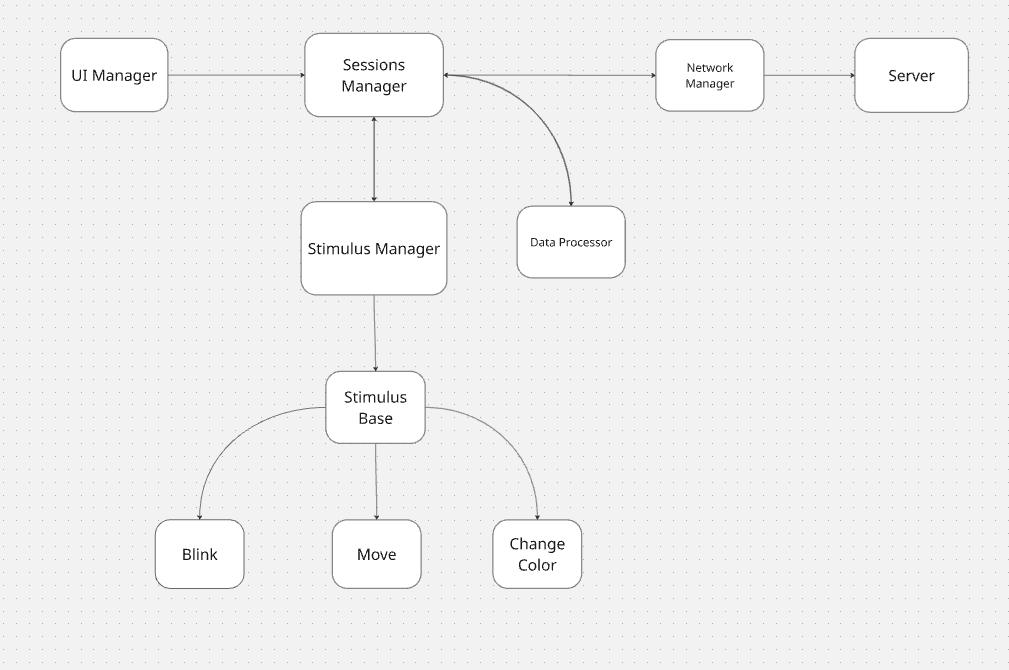 UI Manager
Sessions
Manager
Network
Manager
Server
Stimulus Manager
Data Processor
Stimulus
Base
Blink
Move
Change
Color